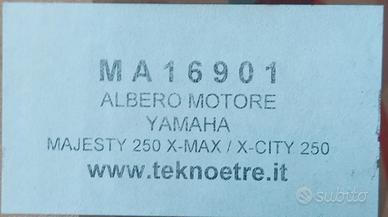 MA16901
ALBERO MOTORE
YAMAHA
MAJESTY 250 X-MAX / X-CITY 250
www.teknoetre.it
subito